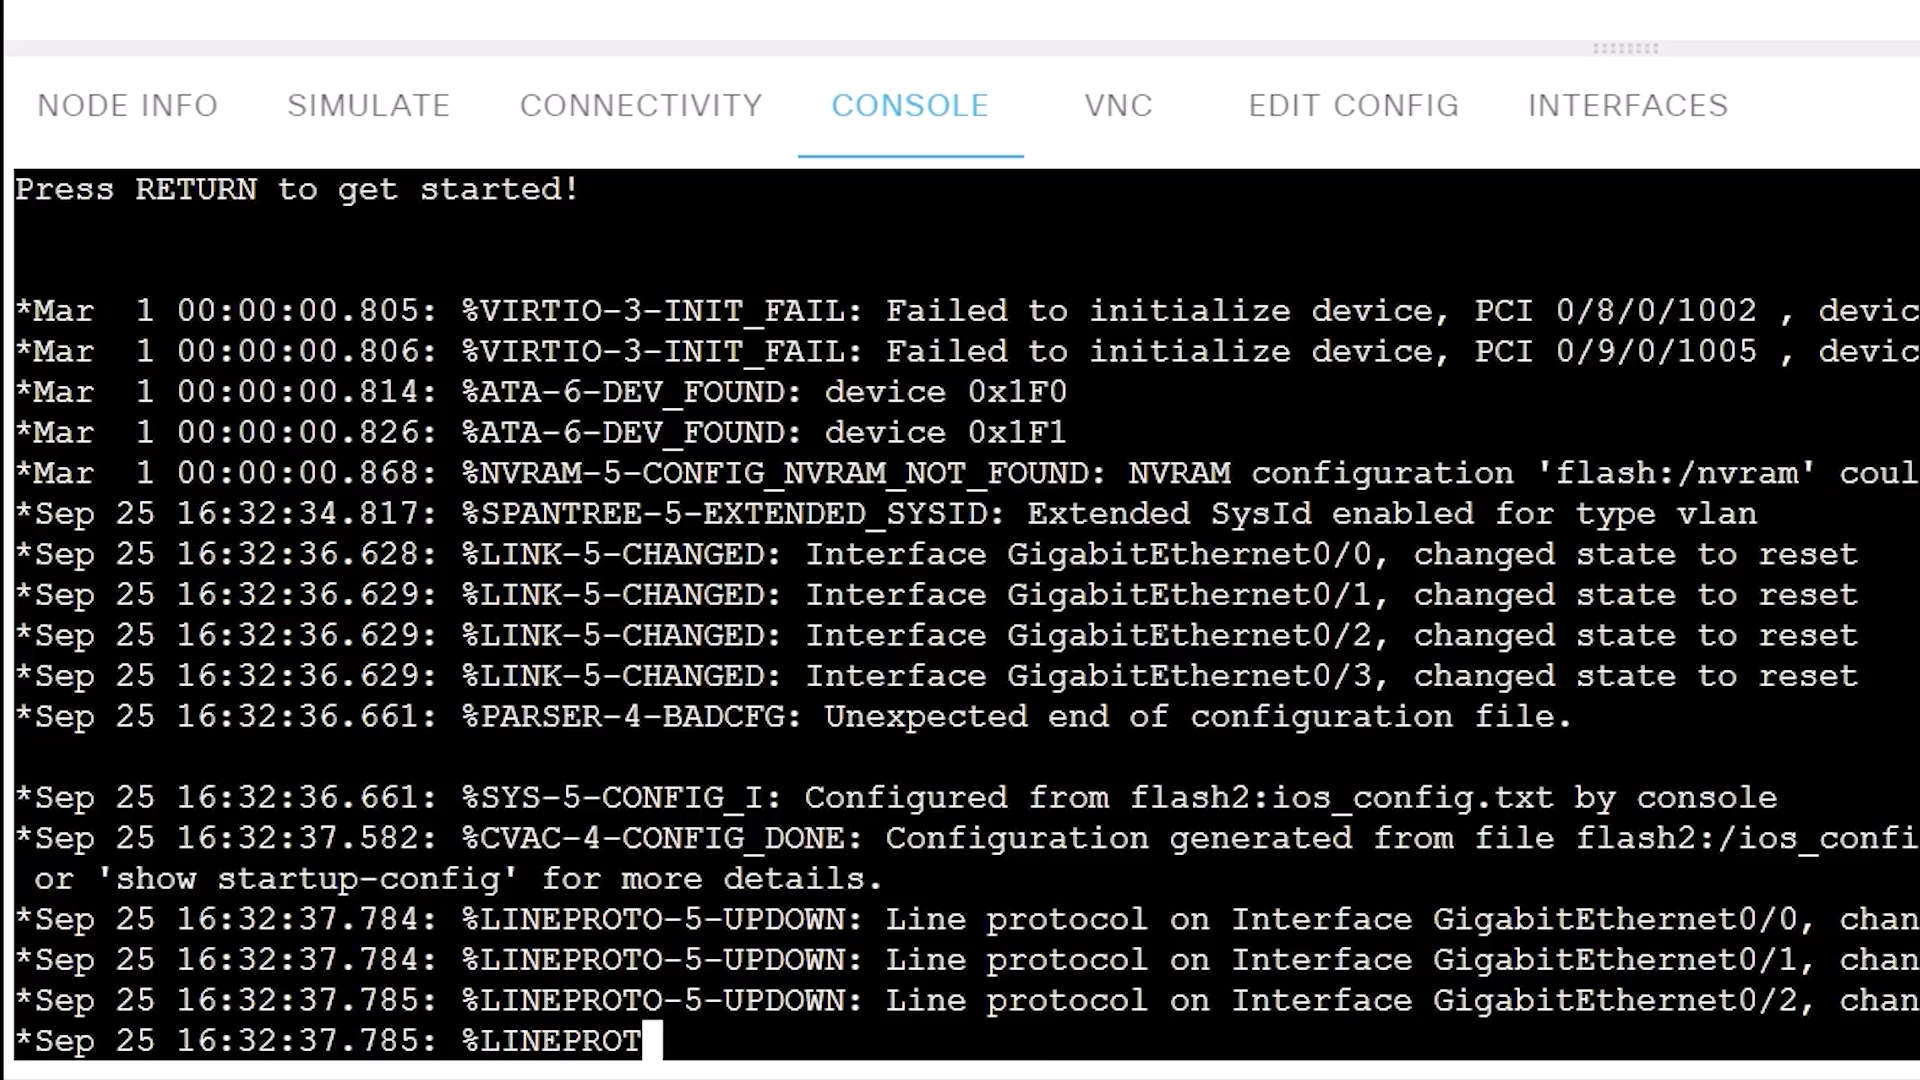 NODE INFO SIMULATE CONNECTIVITY CONSOLE VNC EDIT CONFIG INTERFACES
Press RETURN to get started!
*Mar  1 00:00:00.805: %VIRTIO-3-INIT_FAIL: Failed to initialize device, PCI 0/8/0/1002 , devic
*Mar  1 00:00:00.806: %VIRTIO-3-INIT_FAIL: Failed to initialize device, PCI 0/9/0/1005 , devic
*Mar  1 00:00:00.814: %ATA-6-DEV_FOUND: device 0x1F0
*Mar  1 00:00:00.826: %ATA-6-DEV_FOUND: device 0x1F1
*Mar  1 00:00:00.868: %NVRAM-5-CONFIG_NVRAM_NOT_FOUND: NVRAM configuration 'flash:/nvram' coul
*Sep 25 16:32:34.817: %SPANTREE-5-EXTENDED_SYSID: Extended SysId enabled for type vlan
*Sep 25 16:32:36.628: %LINK-5-CHANGED: Interface GigabitEthernet0/0, changed state to reset
*Sep 25 16:32:36.629: %LINK-5-CHANGED: Interface GigabitEthernet0/1, changed state to reset
*Sep 25 16:32:36.629: %LINK-5-CHANGED: Interface GigabitEthernet0/2, changed state to reset
*Sep 25 16:32:36.629: %LINK-5-CHANGED: Interface GigabitEthernet0/3, changed state to reset
*Sep 25 16:32:36.661: %PARSER-4-BADCFG: Unexpected end of configuration file.
*Sep 25 16:32:36.661: %SYS-5-CONFIG_I: Configured from flash2:ios_config.txt by console
*Sep 25 16:32:37.582: %CVAC-4-CONFIG_DONE: Configuration generated from file flash2:/ios_confi
 or 'show startup-config' for more details.
*Sep 25 16:32:37.784: %LINEPROTO-5-UPDOWN: Line protocol on Interface GigabitEthernet0/0, chan
*Sep 25 16:32:37.784: %LINEPROTO-5-UPDOWN: Line protocol on Interface GigabitEthernet0/1, chan
*Sep 25 16:32:37.785: %LINEPROTO-5-UPDOWN: Line protocol on Interface GigabitEthernet0/2, chan
*Sep 25 16:32:37.785: %LINEPROT